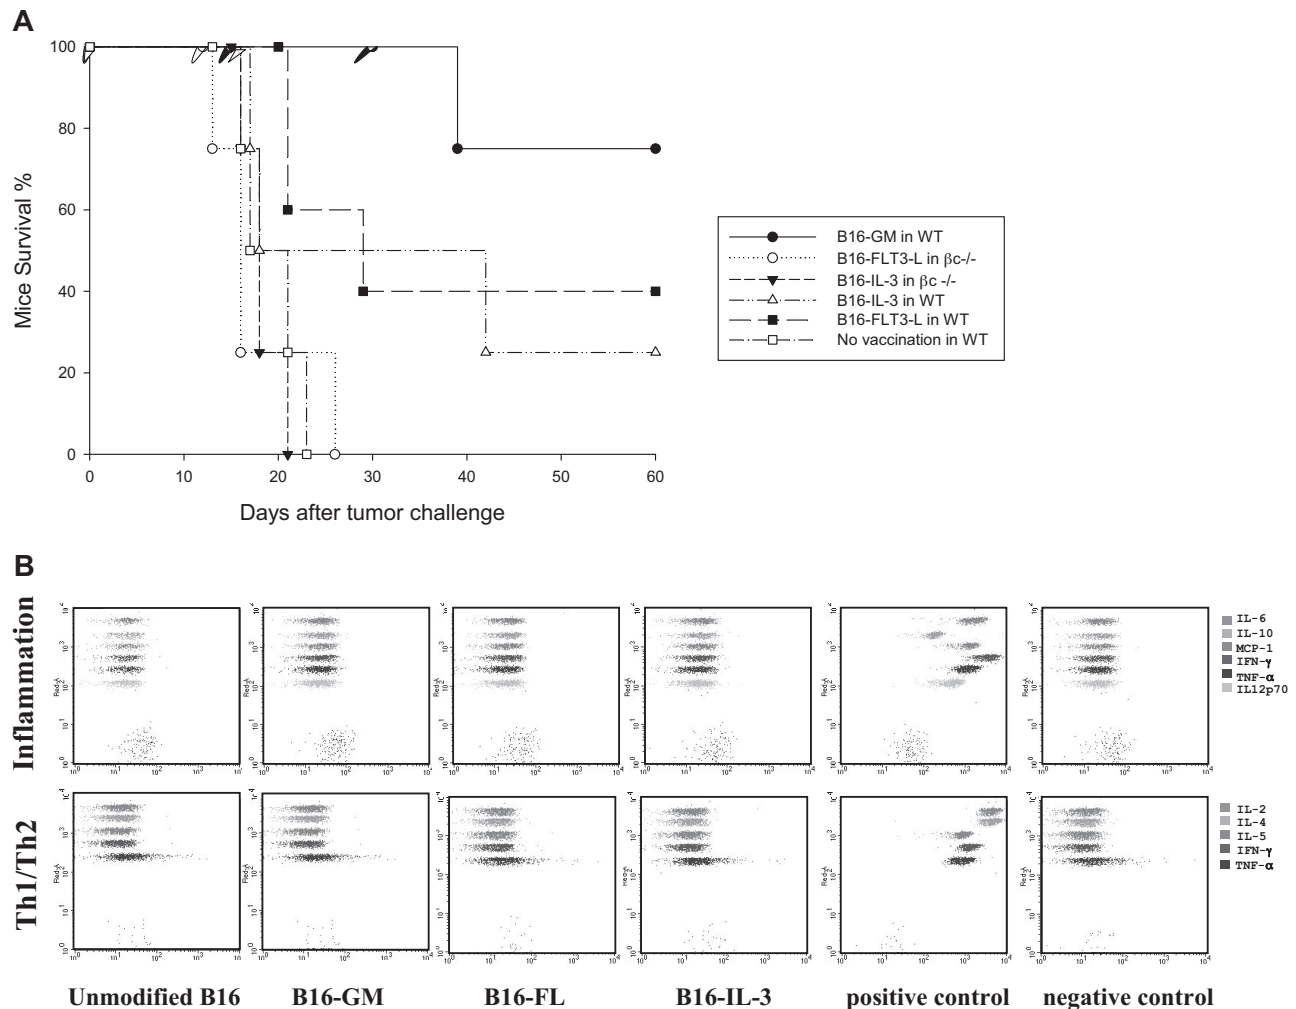 A
100
80
60
40
20
0
Mice Survival %
0 10 20 30 40 50 60
Days after tumor challenge
B16-GM in WT
B16-FLT3-L in βc-/-
B16-IL-3 in βc -/-
B16-IL-3 in WT
B16-FLT3-L in WT
No vaccination in WT
B
Inflammation
IL-6
IL-10
MCP-1
IFN-γ
TNF-α
IL12p70
Th1/Th2
IL-2
IL-4
IL-5
IFN-γ
TNF-α
Unmodified B16 B16-GM B16-FL B16-IL-3 positive control negative control